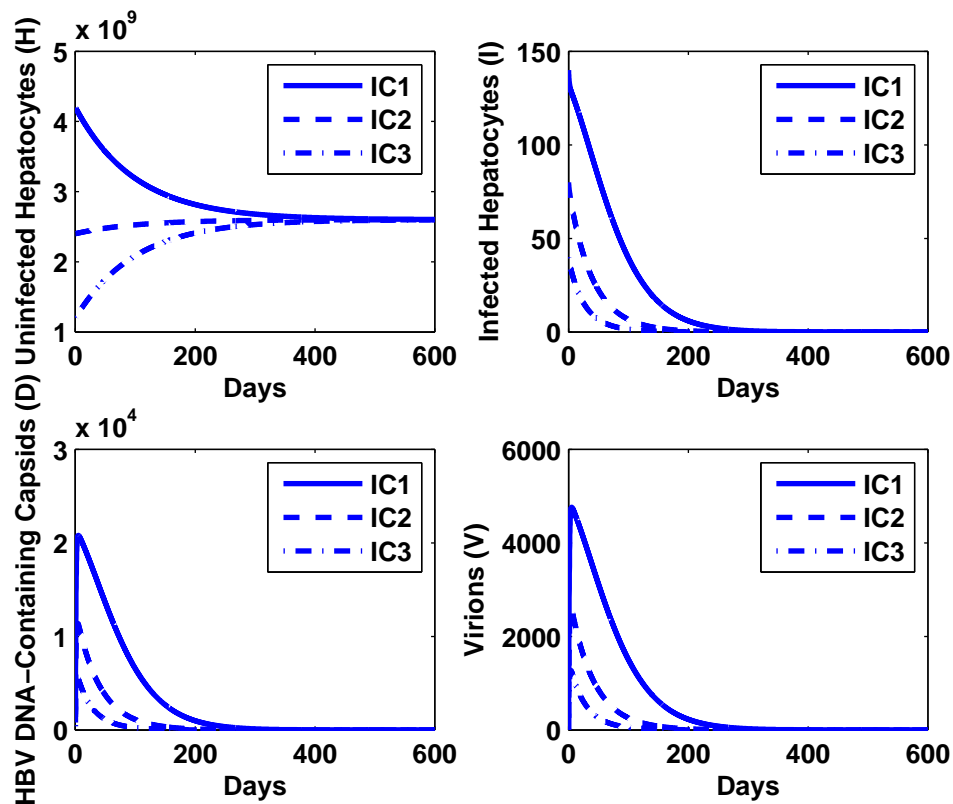 x 10^9
Uninfected Hepatocytes (H)
5
4
3
2
1
0 200 400 600
Days
IC1
IC2
IC3
Infected Hepatocytes (I)
150
100
50
0
0 200 400 600
Days
IC1
IC2
IC3
x 10^4
HBV DNA−Containing Capsids (D)
3
2
1
0
0 200 400 600
Days
IC1
IC2
IC3
Virions (V)
6000
4000
2000
0
0 200 400 600
Days
IC1
IC2
IC3